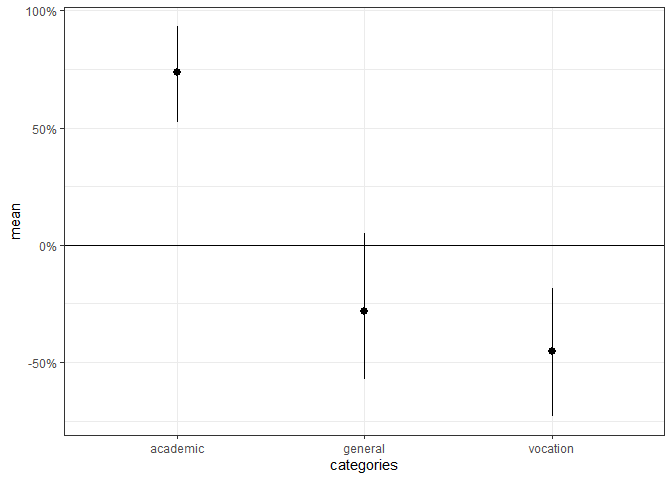 100%
50%
0%
-50%
mean
academic general vocation
categories